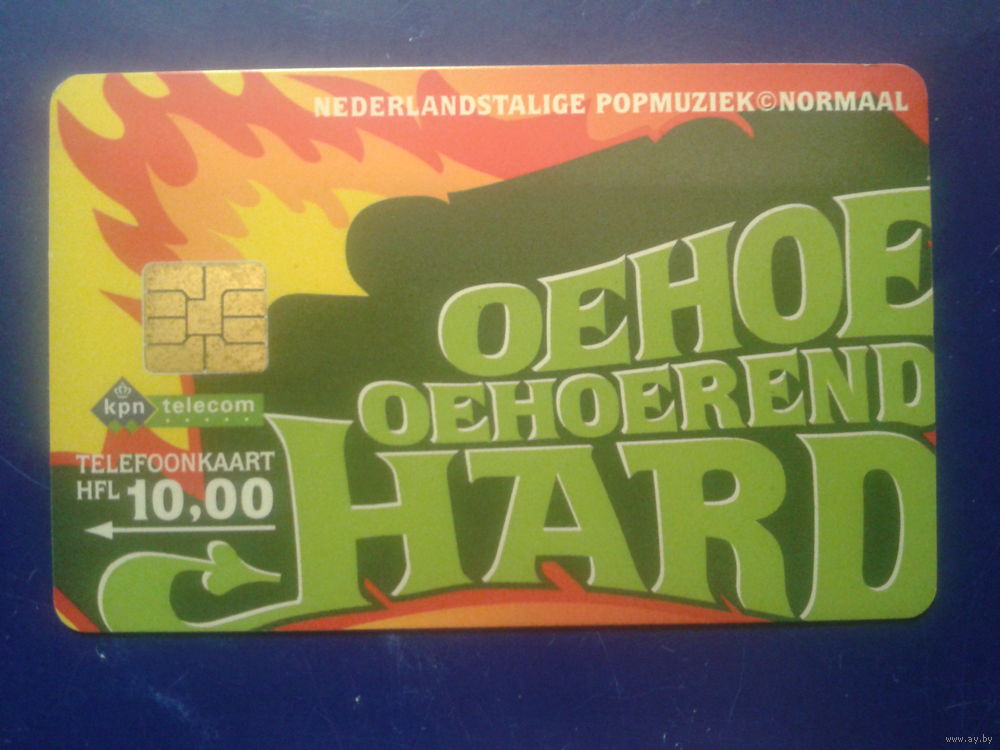 NEDERLANDSTALIGE POPMUZIEK©NORMAAL
OEHOE
OEHOEREND
HARD
kpn telecom
TELEFOONKAART
HFL 10,00
www.ay.by